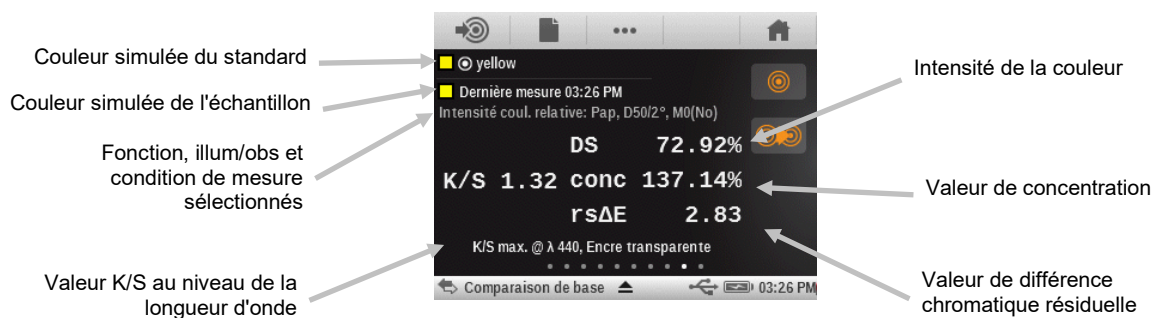 Couleur simulée du standard
Couleur simulée de l'échantillon
Fonction, illum/obs et
condition de mesure
sélectionnés
Valeur K/S au niveau de la
longueur d'onde
yellow
Dernière mesure 03:26 PM
Intensité coul. relative: Pap, D50/2°, M0(No)
DS 72.92%
K/S 1.32 conc 137.14%
rsΔE 2.83
K/S max. @ λ 440, Encre transparente
Comparaison de base 03:26 PM
Intensité de la couleur
Valeur de concentration
Valeur de différence
chromatique résiduelle